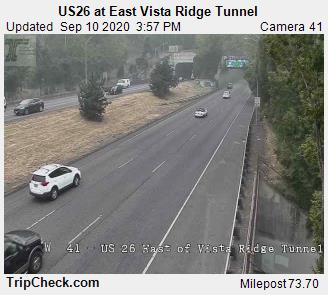 US26 at East Vista Ridge Tunnel
Updated Sep 10 2020 3:57 PM Camera 41
W 41 - US 26 East of Vista Ridge Tunnel
TripCheck.com Milepost73.70